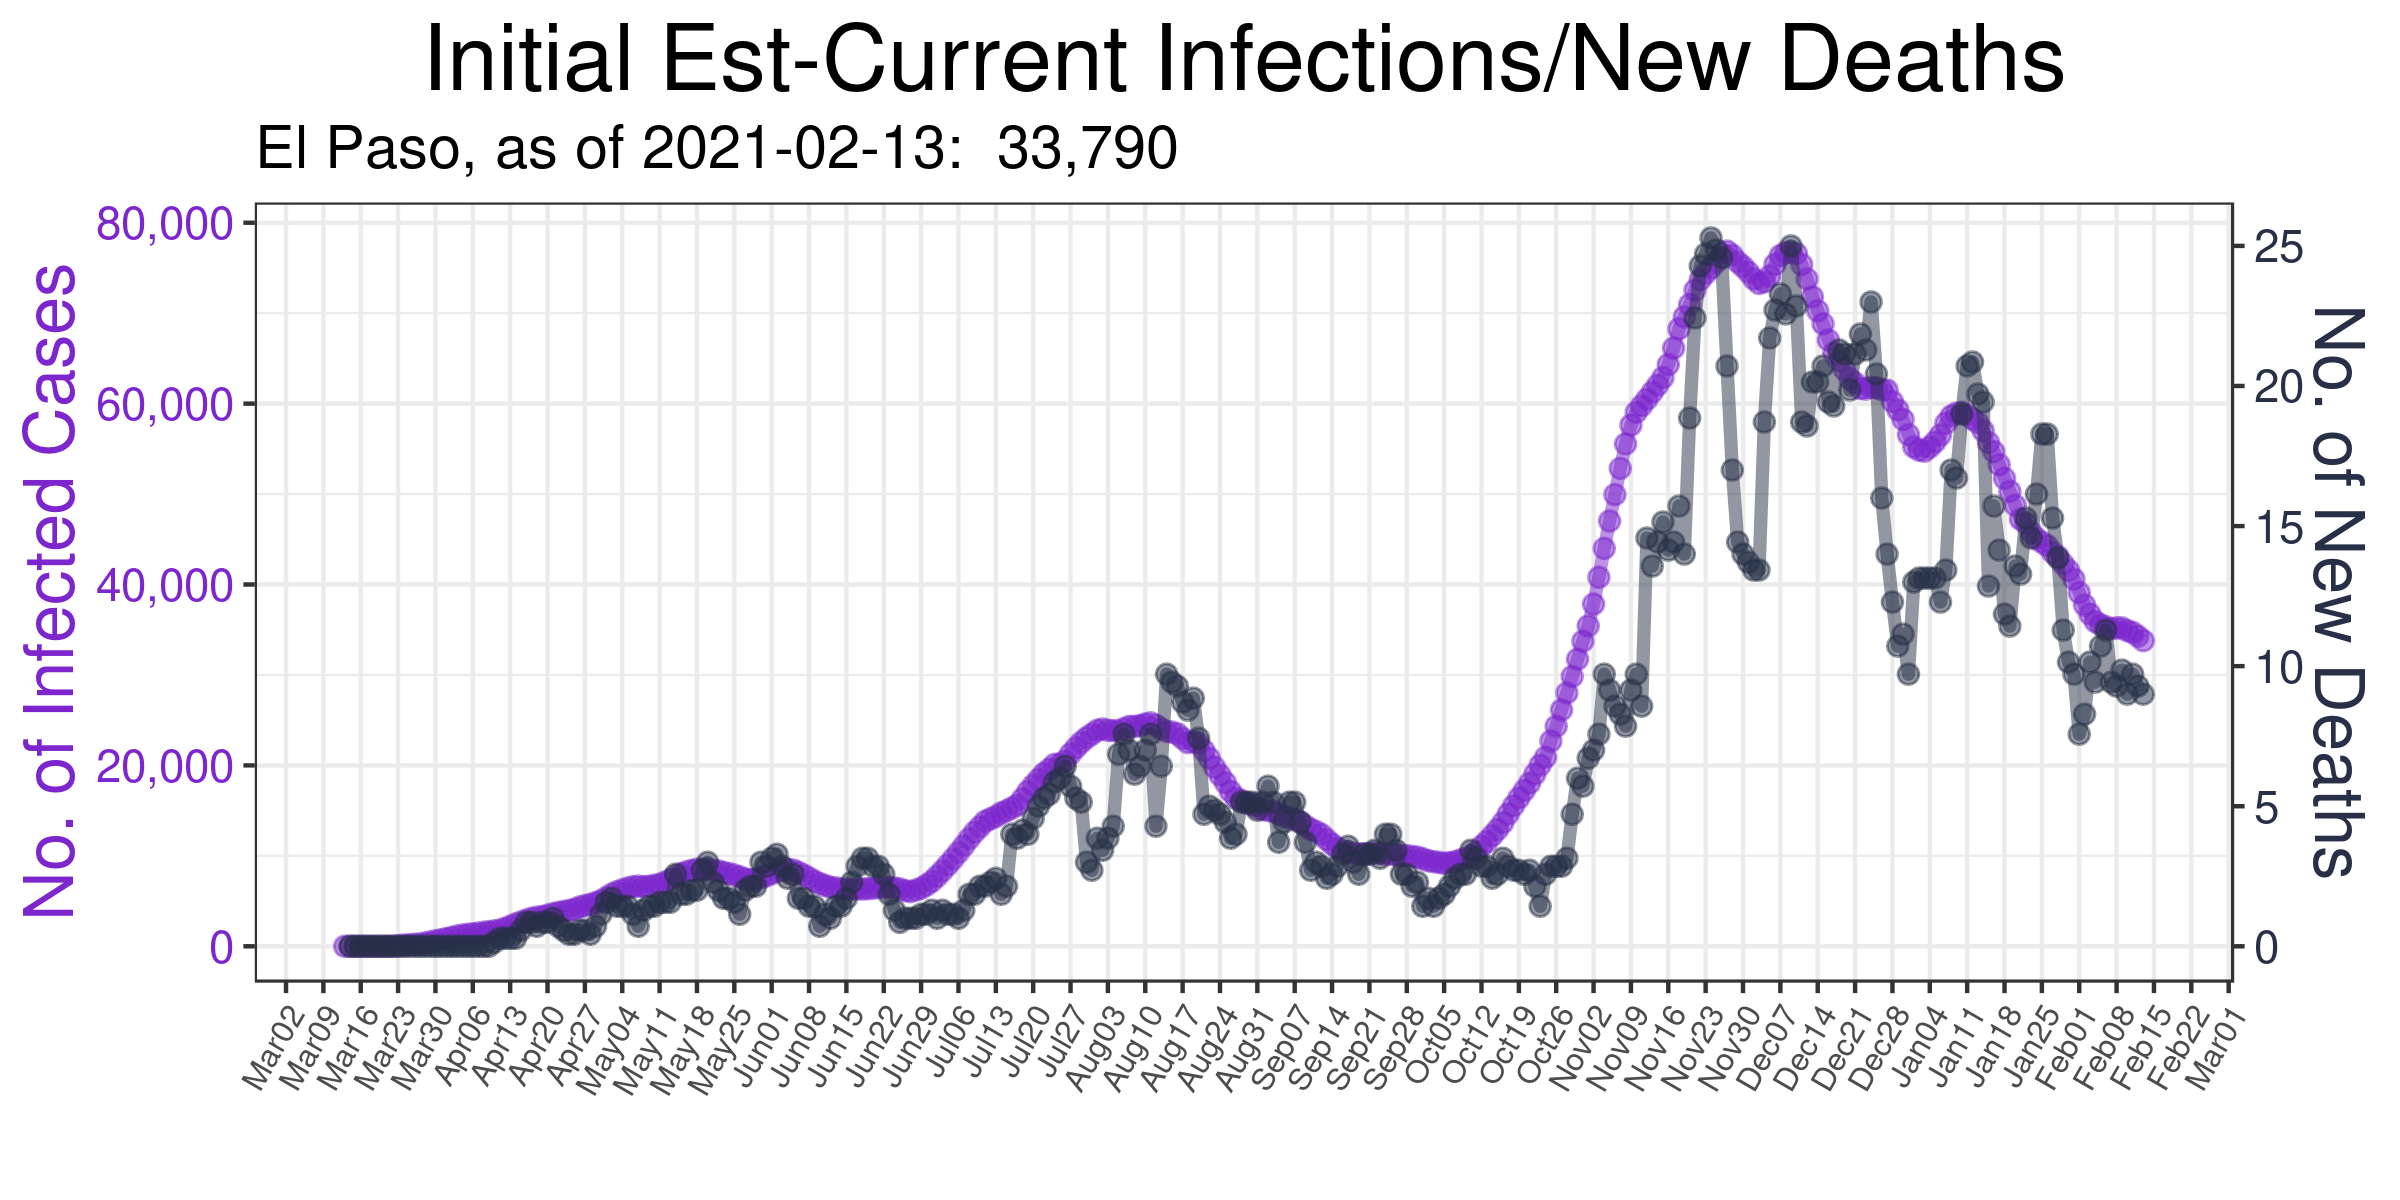 Initial Est-Current Infections/New Deaths
El Paso, as of 2021-02-13:  33,790
No. of Infected Cases
80,000
60,000
40,000
20,000
0
25
20
15
10
5
0
No. of New Deaths
Mar02
Mar09
Mar16
Mar23
Mar30
Apr06
Apr13
Apr20
Apr27
May04
May11
May18
May25
Jun01
Jun08
Jun15
Jun22
Jun29
Jul06
Jul13
Jul20
Jul27
Aug03
Aug10
Aug17
Aug24
Aug31
Sep07
Sep14
Sep21
Sep28
Oct05
Oct12
Oct19
Oct26
Nov02
Nov09
Nov16
Nov23
Nov30
Dec07
Dec14
Dec21
Dec28
Jan04
Jan11
Jan18
Jan25
Feb01
Feb08
Feb15
Feb22
Mar01